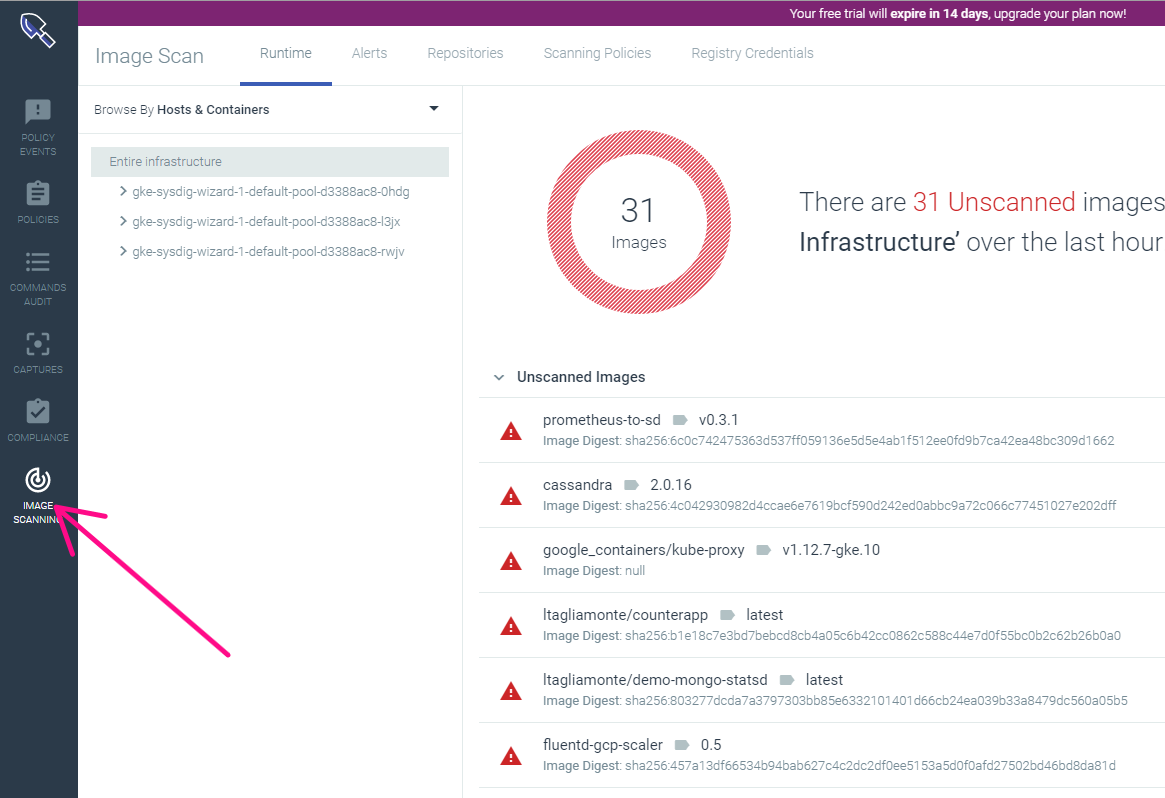 Your free trial will expire in 14 days, upgrade your plan now!
Image Scan
Runtime
Alerts
Repositories
Scanning Policies
Registry Credentials
POLICY
EVENTS
POLICIES
COMMANDS
AUDIT
CAPTURES
COMPLIANCE
IMAGE
SCANNING
Browse By Hosts & Containers
Entire infrastructure
gke-sysdig-wizard-1-default-pool-d3388ac8-0hdg
gke-sysdig-wizard-1-default-pool-d3388ac8-l3jx
gke-sysdig-wizard-1-default-pool-d3388ac8-rwjv
31
Images
There are 31 Unscanned images
Infrastructure’ over the last hour
Unscanned Images
prometheus-to-sd v0.3.1
Image Digest: sha256:6c0c742475363d537ff059136e5d5e4ab1f512ee0fd9b7ca42ea48bc309d1662
cassandra 2.0.16
Image Digest: sha256:4c042930982d4ccae6e7619bcf590d242ed0abbc9a72c066c77451027e202dff
google_containers/kube-proxy v1.12.7-gke.10
Image Digest: null
ltagliamonte/counterapp latest
Image Digest: sha256:b1e18c7e3bd7bebcd8cb4a05c6b42cc0862c588c44e7d0f55bc0b2c62b26b0a0
ltagliamonte/demo-mongo-statsd latest
Image Digest: sha256:803277dcda7a3797303bb85e6332101401d66cb24ea039b33a8479dc560a05b5
fluentd-gcp-scaler 0.5
Image Digest: sha256:457a13df66534b94bab627c4c2dc2df0ee5153a5d0f0afd27502bd46bd8da81d